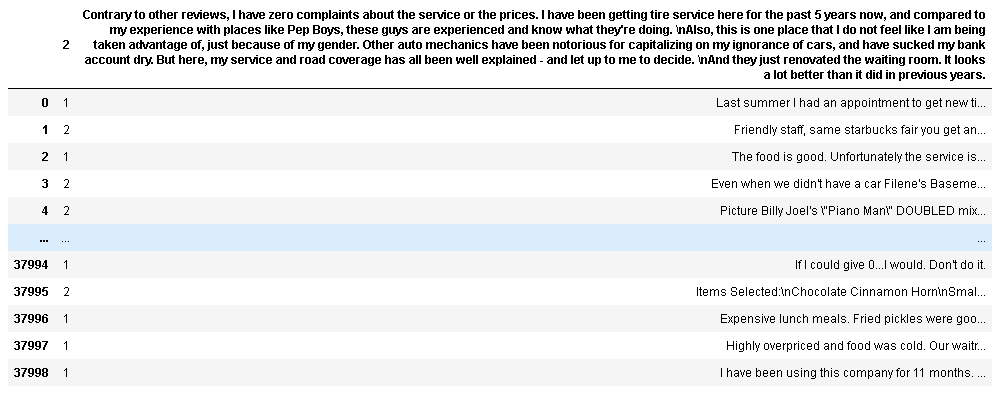 Contrary to other reviews, I have zero complaints about the service or the prices. I have been getting tire service here for the past 5 years now, and compared to
my experience with places like Pep Boys, these guys are experienced and know what they're doing. \nAlso, this is one place that I do not feel like I am being
2 taken advantage of, just because of my gender. Other auto mechanics have been notorious for capitalizing on my ignorance of cars, and have sucked my bank
account dry. But here, my service and road coverage has all been well explained - and let up to me to decide. \nAnd they just renovated the waiting room. It looks
a lot better than it did in previous years.
0 1 Last summer I had an appointment to get new ti...
1 2 Friendly staff, same starbucks fair you get an...
2 1 The food is good. Unfortunately the service is...
3 2 Even when we didn't have a car Filene's Baseme...
4 2 Picture Billy Joel's \"Piano Man\" DOUBLED mix...
... ... ...
37994 1 If I could give 0...I would. Don't do it.
37995 2 Items Selected:\nChocolate Cinnamon Horn\nSmal...
37996 1 Expensive lunch meals. Fried pickles were goo...
37997 1 Highly overpriced and food was cold. Our waitr...
37998 1 I have been using this company for 11 months. ...